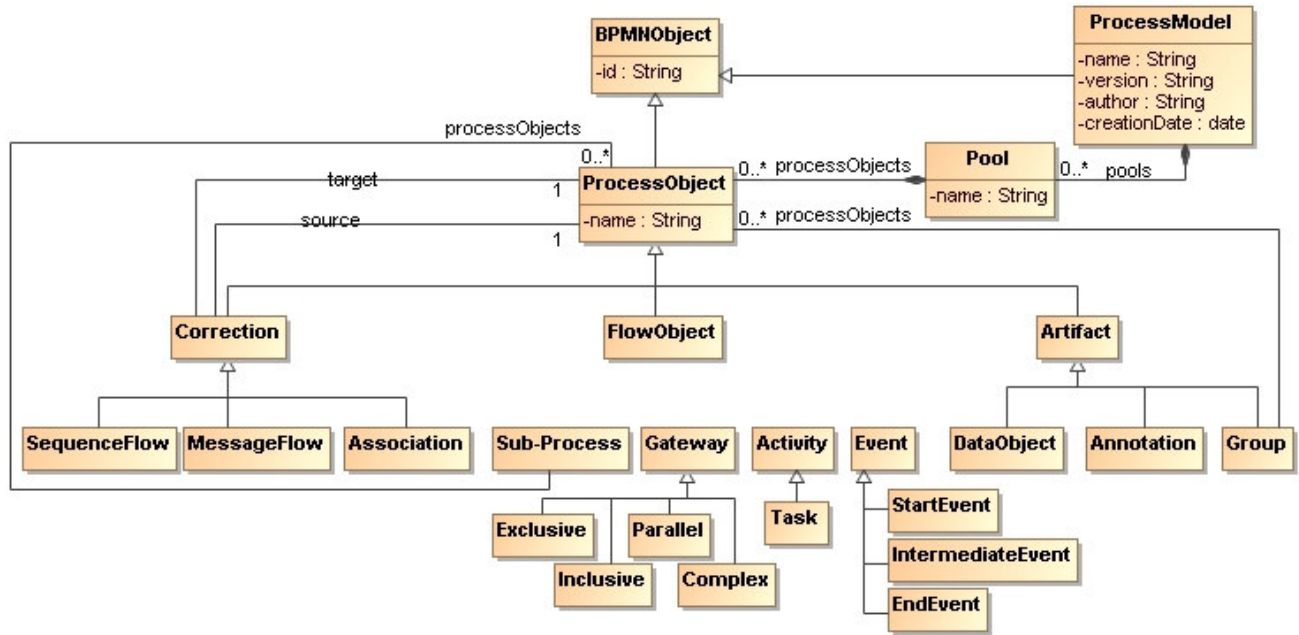 BPMNObject
-id : String
ProcessModel
-name : String
-version : String
-author : String
-creationDate : date
processObjects
0..*
target
1
source
1
ProcessObject
-name : String
0..* processObjects
0..* processObjects
Pool
-name : String
0..* pools
Correction
FlowObject
Artifact
SequenceFlow
MessageFlow
Association
Sub-Process
Gateway
Activity
Event
DataObject
Annotation
Group
Exclusive
Parallel
Inclusive
Complex
Task
StartEvent
IntermediateEvent
EndEvent